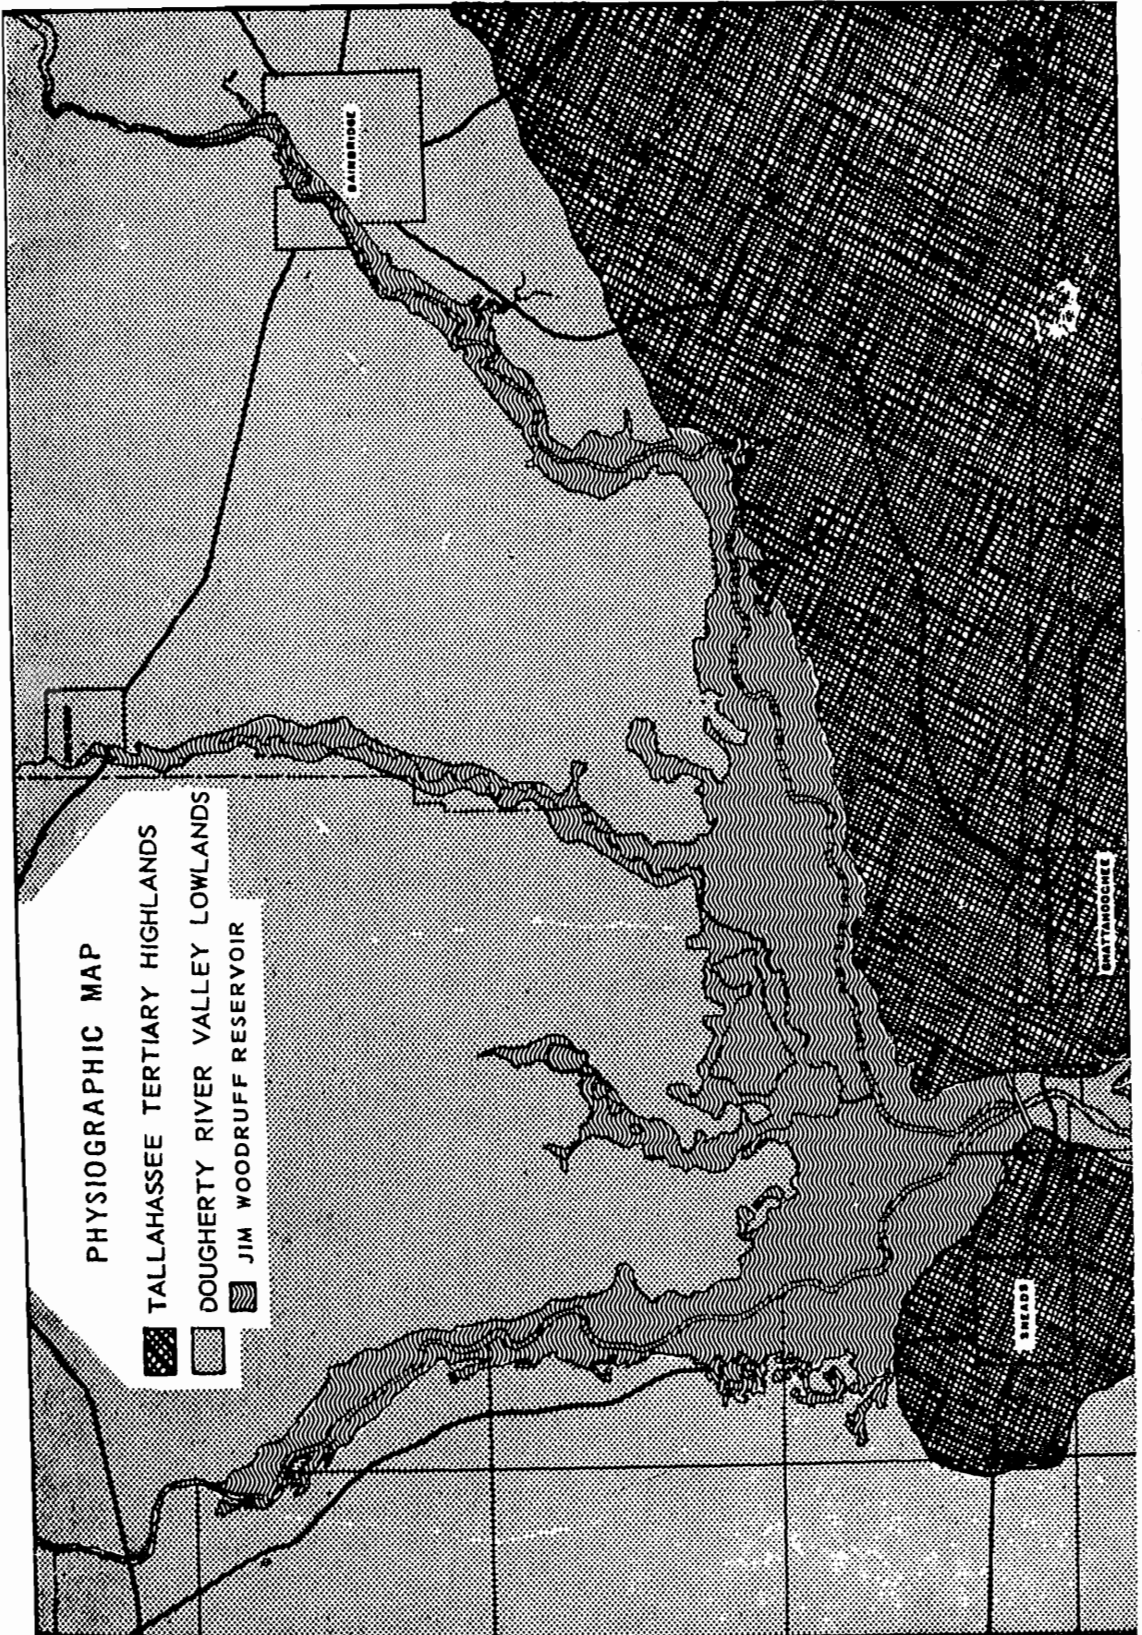 PHYSIOGRAPHIC MAP
TALLAHASSEE TERTIARY HIGHLANDS
DOUGHERTY RIVER VALLEY LOWLANDS
JIM WOODRUFF RESERVOIR
BAINBRIDGE
CHATTAHOOCHEE
SNEADS